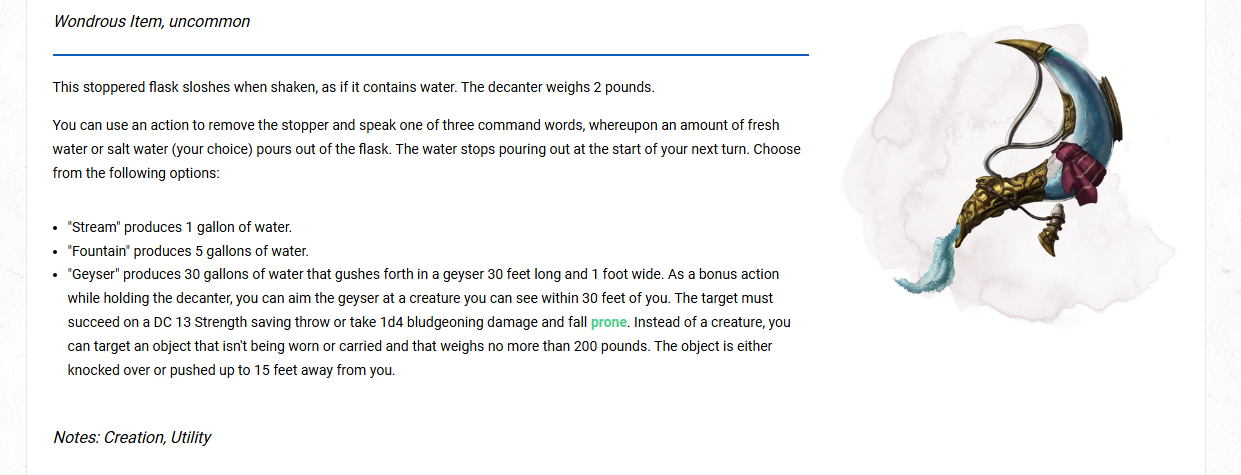 Wondrous Item, uncommon
This stoppered flask sloshes when shaken, as if it contains water. The decanter weighs 2 pounds.
You can use an action to remove the stopper and speak one of three command words, whereupon an amount of fresh
water or salt water (your choice) pours out of the flask. The water stops pouring out at the start of your next turn. Choose
from the following options:
• "Stream" produces 1 gallon of water.
• "Fountain" produces 5 gallons of water.
• "Geyser" produces 30 gallons of water that gushes forth in a geyser 30 feet long and 1 foot wide. As a bonus action
while holding the decanter, you can aim the geyser at a creature you can see within 30 feet of you. The target must
succeed on a DC 13 Strength saving throw or take 1d4 bludgeoning damage and fall prone. Instead of a creature, you
can target an object that isn't being worn or carried and that weighs no more than 200 pounds. The object is either
knocked over or pushed up to 15 feet away from you.
Notes: Creation, Utility